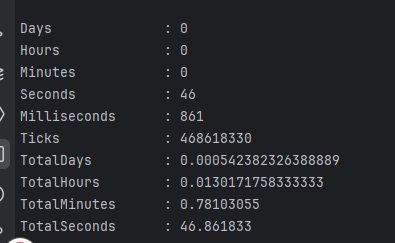 Days : 0
Hours : 0
Minutes : 0
Seconds : 46
Milliseconds : 861
Ticks : 468618330
TotalDays : 0.000542382326388889
TotalHours : 0.0130171758333333
TotalMinutes : 0.78103055
TotalSeconds : 46.861833